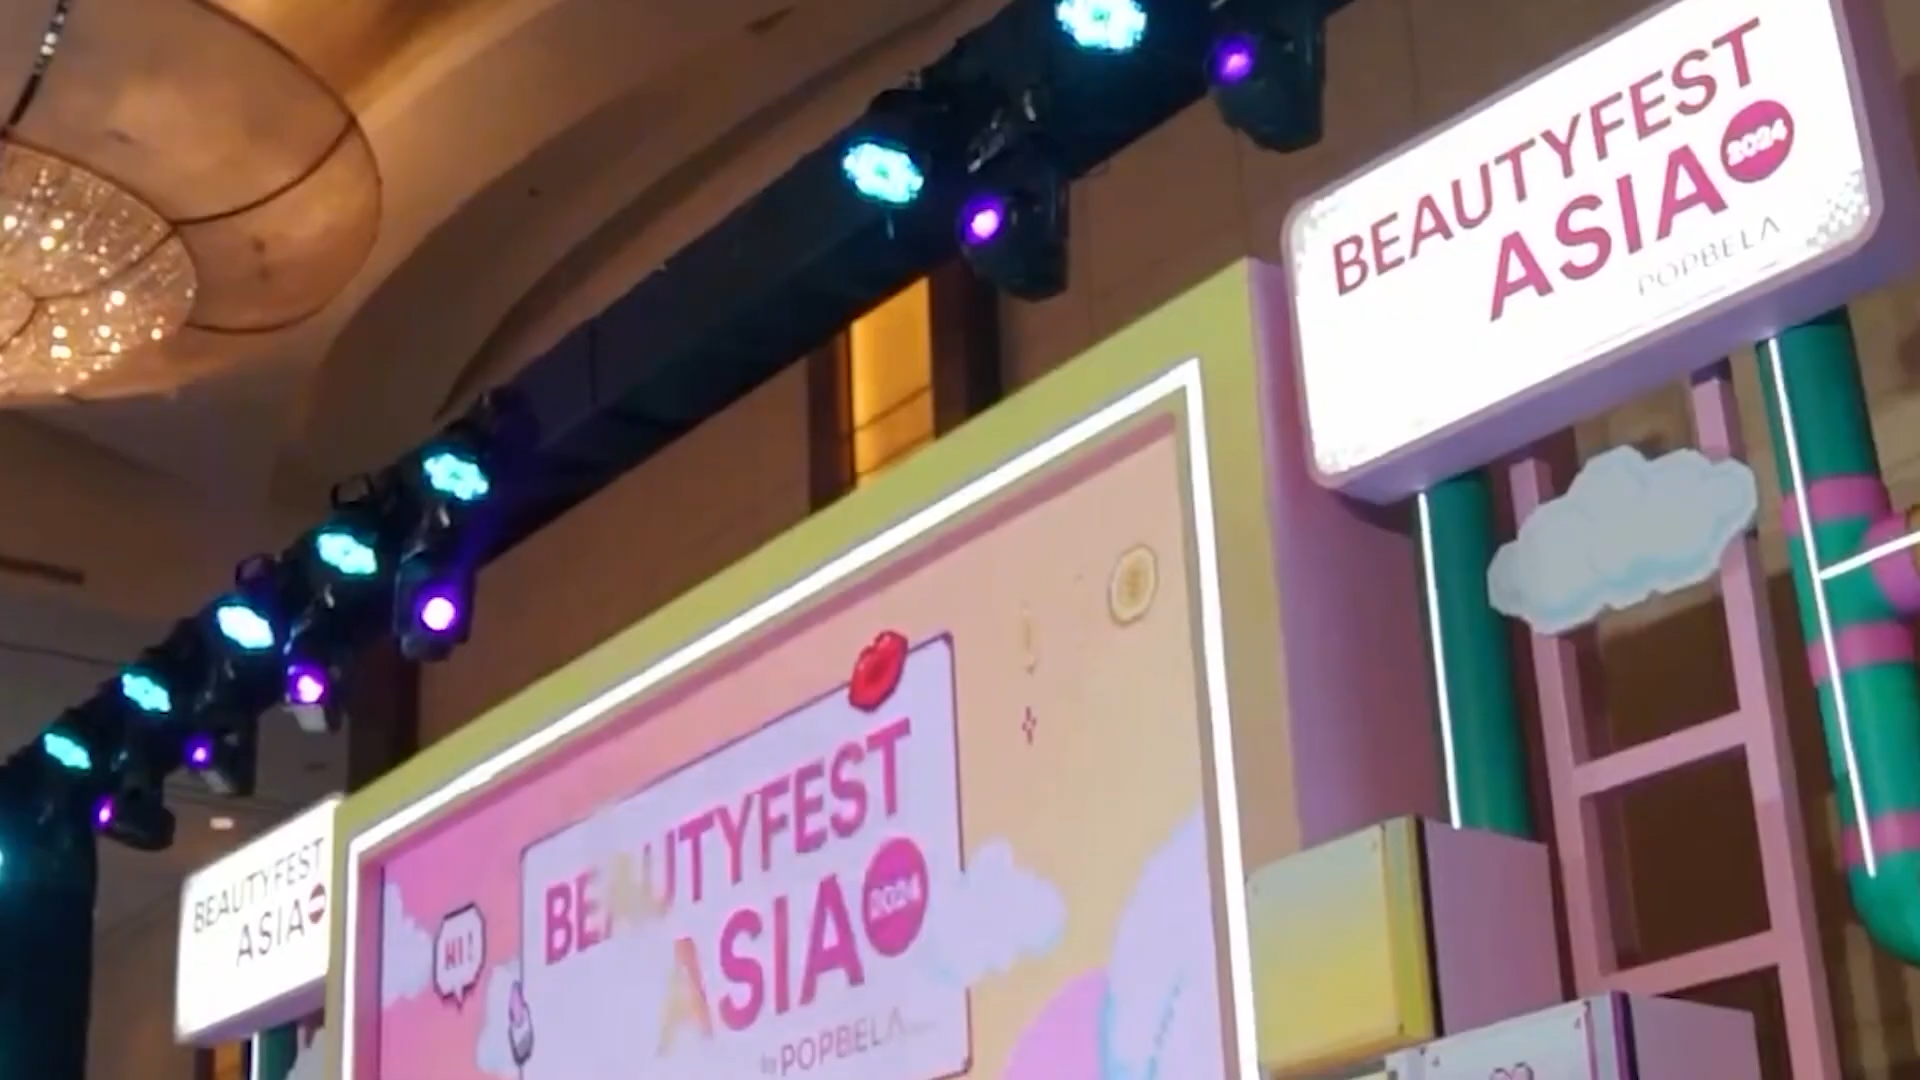 BEAUTYFEST
ASIA 2024
POPBELA
BEAUTYFEST
ASIA
HI!
BEAUTYFEST
ASIA 2024
by POPBELA